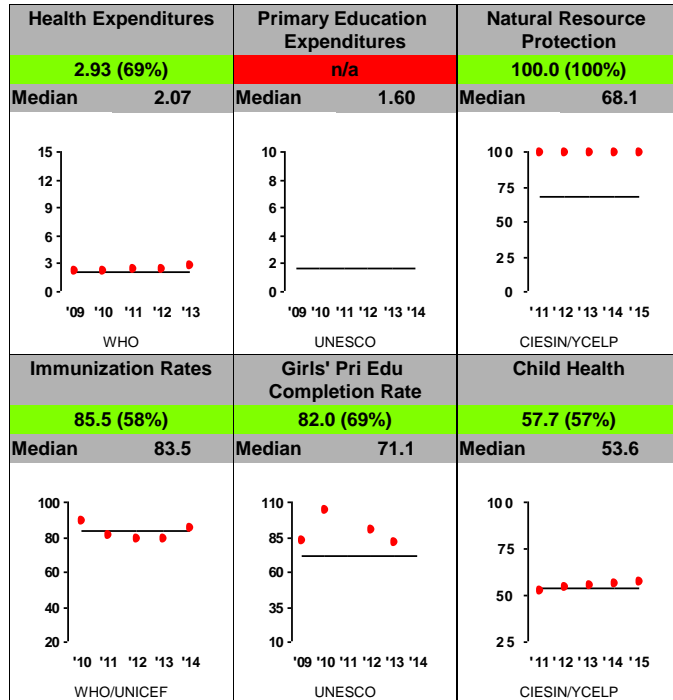 Health Expenditures
2.93 (69%)
Median 2.07
15
12
9
6
3
0
'09 '10 '11 '12 '13
WHO
Primary Education
Expenditures
n/a
Median 1.60
10
8
6
4
2
0
'09 '10 '11 '12 '13 '14
UNESCO
Natural Resource
Protection
100.0 (100%)
Median 68.1
100
75
50
25
0
'11 '12 '13 '14 '15
CIESIN/YCELP
Immunization Rates
85.5 (58%)
Median 83.5
100
80
60
40
20
'10 '11 '12 '13 '14
WHO/UNICEF
Girls' Pri Edu
Completion Rate
82.0 (69%)
Median 71.1
110
85
60
35
10
'09 '10 '11 '12 '13 '14
UNESCO
Child Health
57.7 (57%)
Median 53.6
100
75
50
25
'11 '12 '13 '14 '15
CIESIN/YCELP